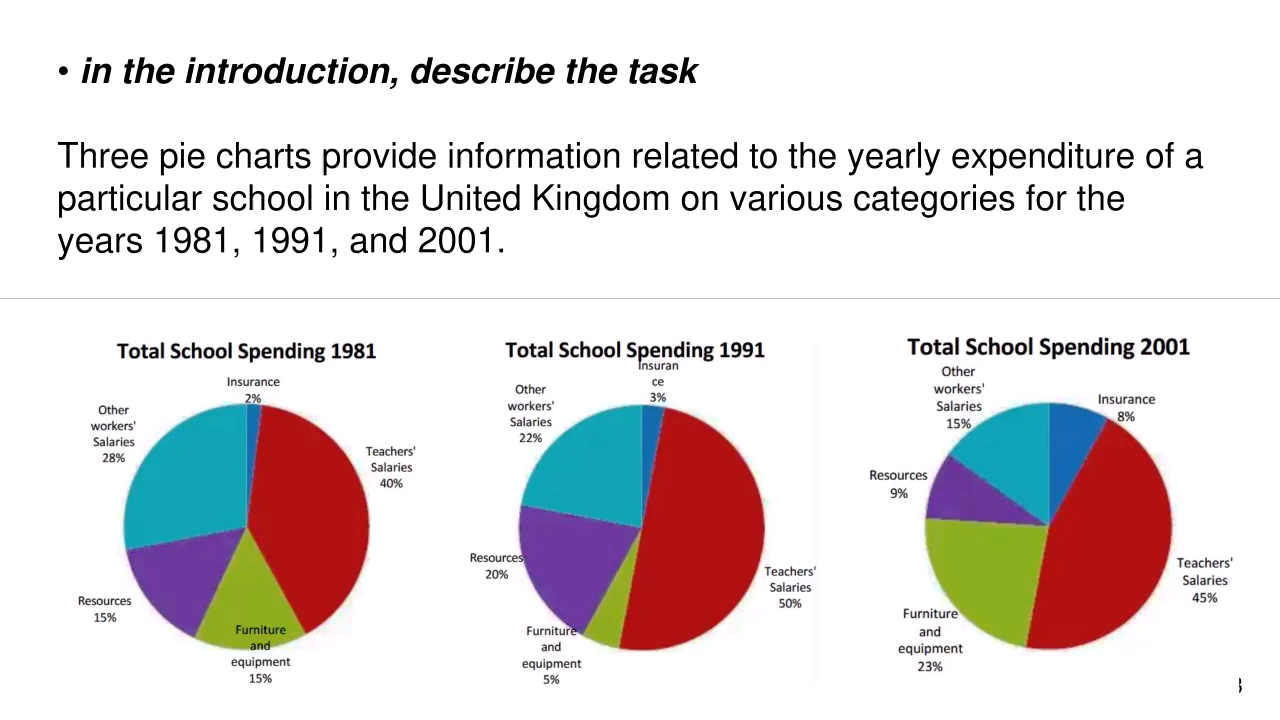 • in the introduction, describe the task
Three pie charts provide information related to the yearly expenditure of a
particular school in the United Kingdom on various categories for the
years 1981, 1991, and 2001.
Total School Spending 1981
Insurance
2%
Teachers'
Salaries
40%
Furniture
and
equipment
15%
Resources
15%
Other
workers'
Salaries
28%
Total School Spending 1991
Insuran
ce
3%
Teachers'
Salaries
50%
Furniture
and
equipment
5%
Resources
20%
Other
workers'
Salaries
22%
Total School Spending 2001
Insurance
8%
Teachers'
Salaries
45%
Furniture
and
equipment
23%
Resources
9%
Other
workers'
Salaries
15%